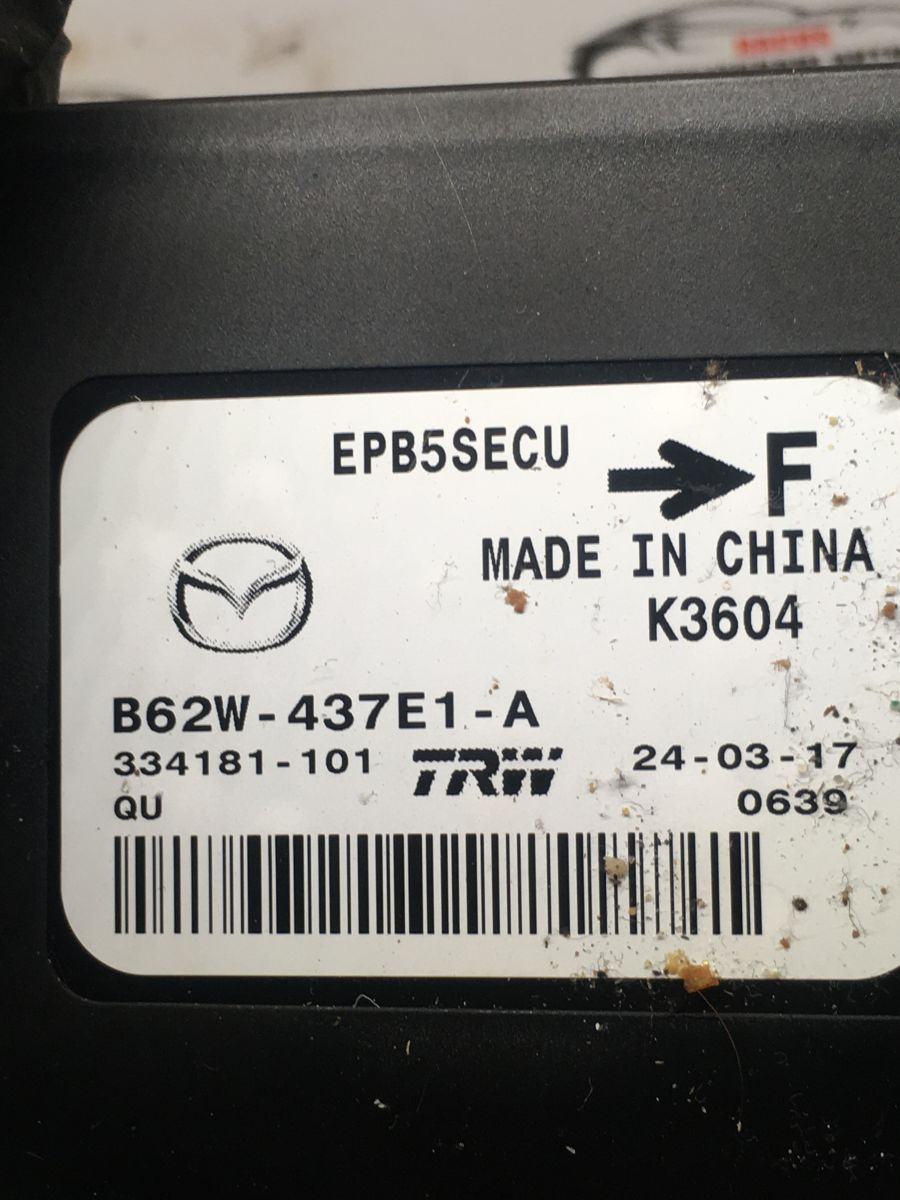 EPB5SECU
F
MADE IN CHINA
K3604
B62W-437E1-A
334181-101 TRW 24-03-17
QU 0639